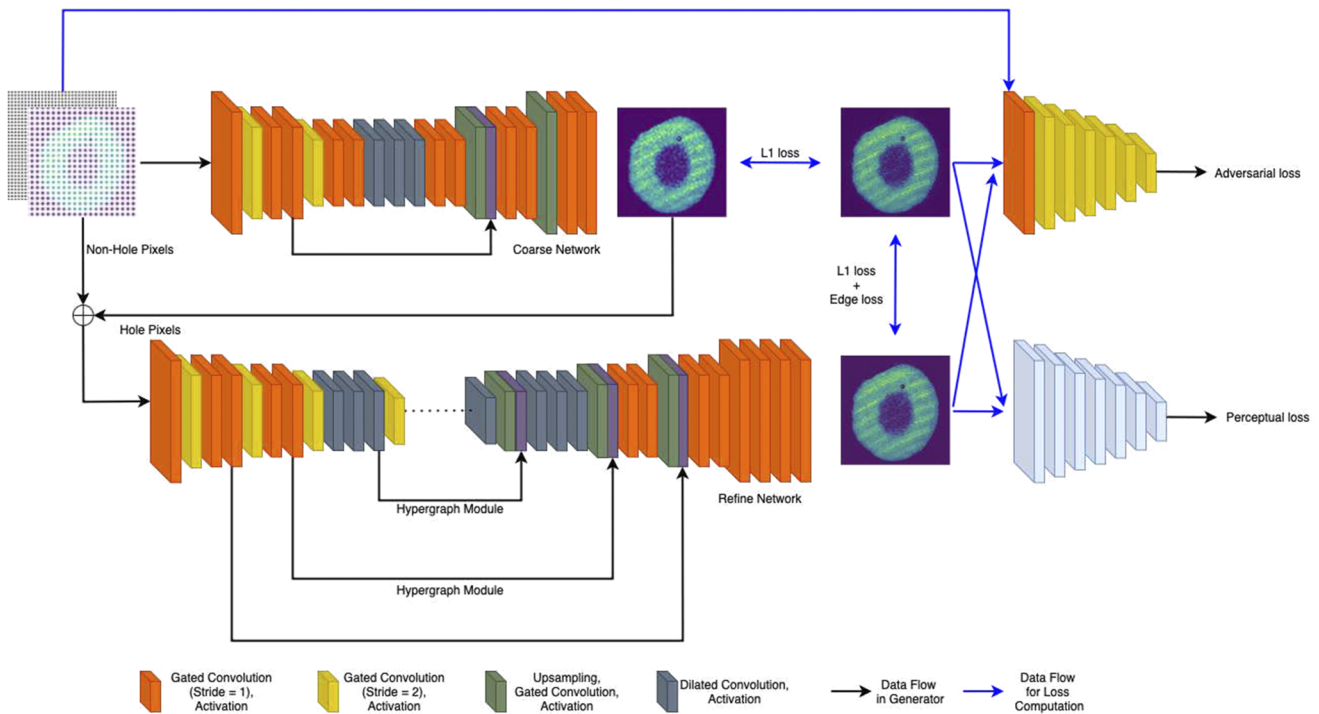 L1 loss
Adversarial loss
Non-Hole Pixels
Coarse Network
L1 loss
+
Edge loss
Hole Pixels
Perceptual loss
Refine Network
Hypergraph Module
Hypergraph Module
Gated Convolution
(Stride = 1),
Activation
Gated Convolution
(Stride = 2),
Activation
Upsampling,
Gated Convolution,
Activation
Dilated Convolution,
Activation
Data Flow
in Generator
Data Flow
for Loss
Computation